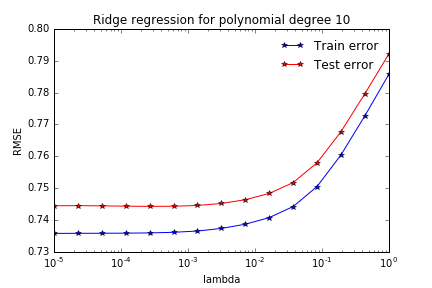 Ridge regression for polynomial degree 10
0.80
0.79
0.78
0.77
0.76
0.75
0.74
0.73
RMSE
Train error
Test error
10⁻⁵
10⁻⁴
10⁻³
10⁻²
10⁻¹
10⁰
lambda